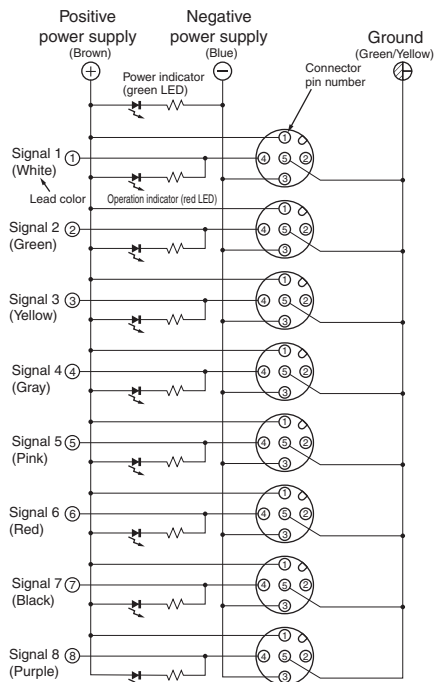 Positive
power supply
(Brown)
Negative
power supply
(Blue)
Ground
(Green/Yellow)
Power indicator
(green LED)
Connector
pin number
Signal 1 ①
(White)
Lead color
Operation indicator (red LED)
① ④ ⑤ ② ③
Signal 2 ②
(Green)
① ④ ⑤ ② ③
Signal 3 ③
(Yellow)
① ④ ⑤ ② ③
Signal 4 ④
(Gray)
① ④ ⑤ ② ③
Signal 5 ⑤
(Pink)
① ④ ⑤ ② ③
Signal 6 ⑥
(Red)
① ④ ⑤ ② ③
Signal 7 ⑦
(Black)
① ④ ⑤ ② ③
Signal 8 ⑧
(Purple)
① ④ ⑤ ② ③